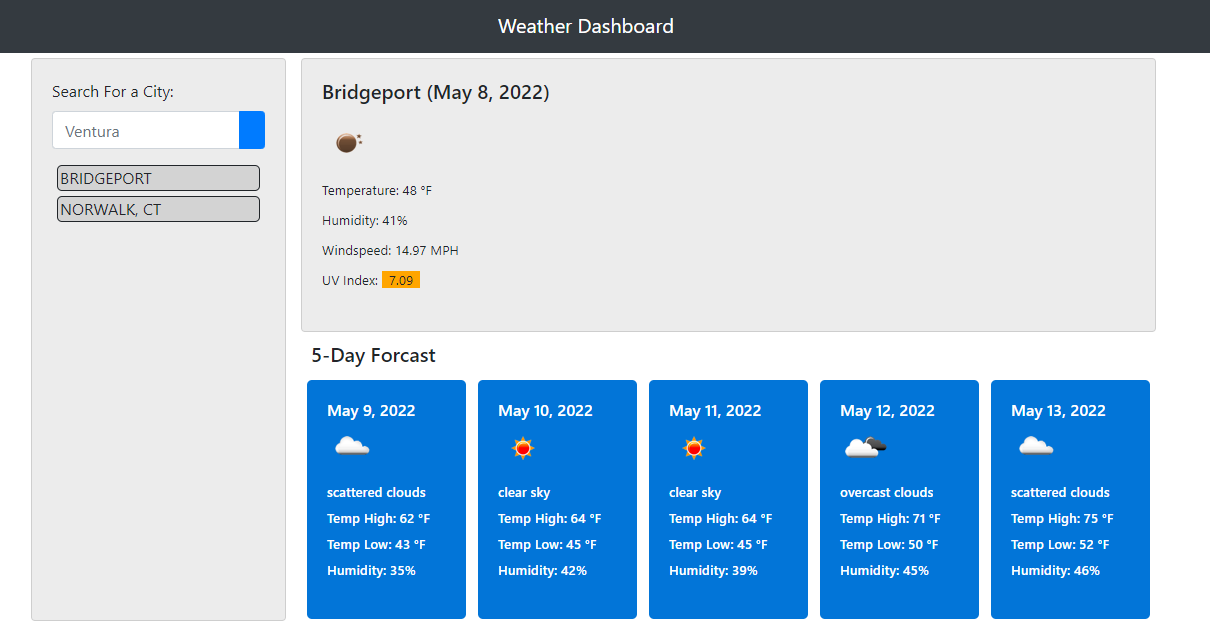 Weather Dashboard
Search For a City:
Ventura
BRIDGEPORT
NORWALK, CT
Bridgeport (May 8, 2022)
Temperature: 48 °F
Humidity: 41%
Windspeed: 14.97 MPH
UV Index: 7.09
5-Day Forcast
May 9, 2022
scattered clouds
Temp High: 62 °F
Temp Low: 43 °F
Humidity: 35%
May 10, 2022
clear sky
Temp High: 64 °F
Temp Low: 45 °F
Humidity: 42%
May 11, 2022
clear sky
Temp High: 64 °F
Temp Low: 45 °F
Humidity: 39%
May 12, 2022
overcast clouds
Temp High: 71 °F
Temp Low: 50 °F
Humidity: 45%
May 13, 2022
scattered clouds
Temp High: 75 °F
Temp Low: 52 °F
Humidity: 46%